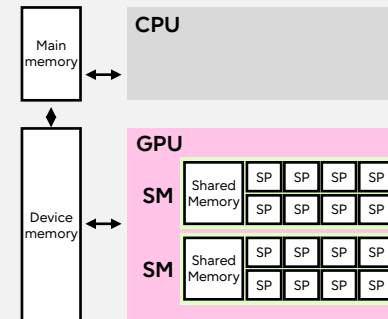 CPU
Main
memory
GPU
SM
Shared
Memory
SP SP SP SP
SP SP SP SP
Device
memory
SM
Shared
Memory
SP SP SP SP
SP SP SP SP